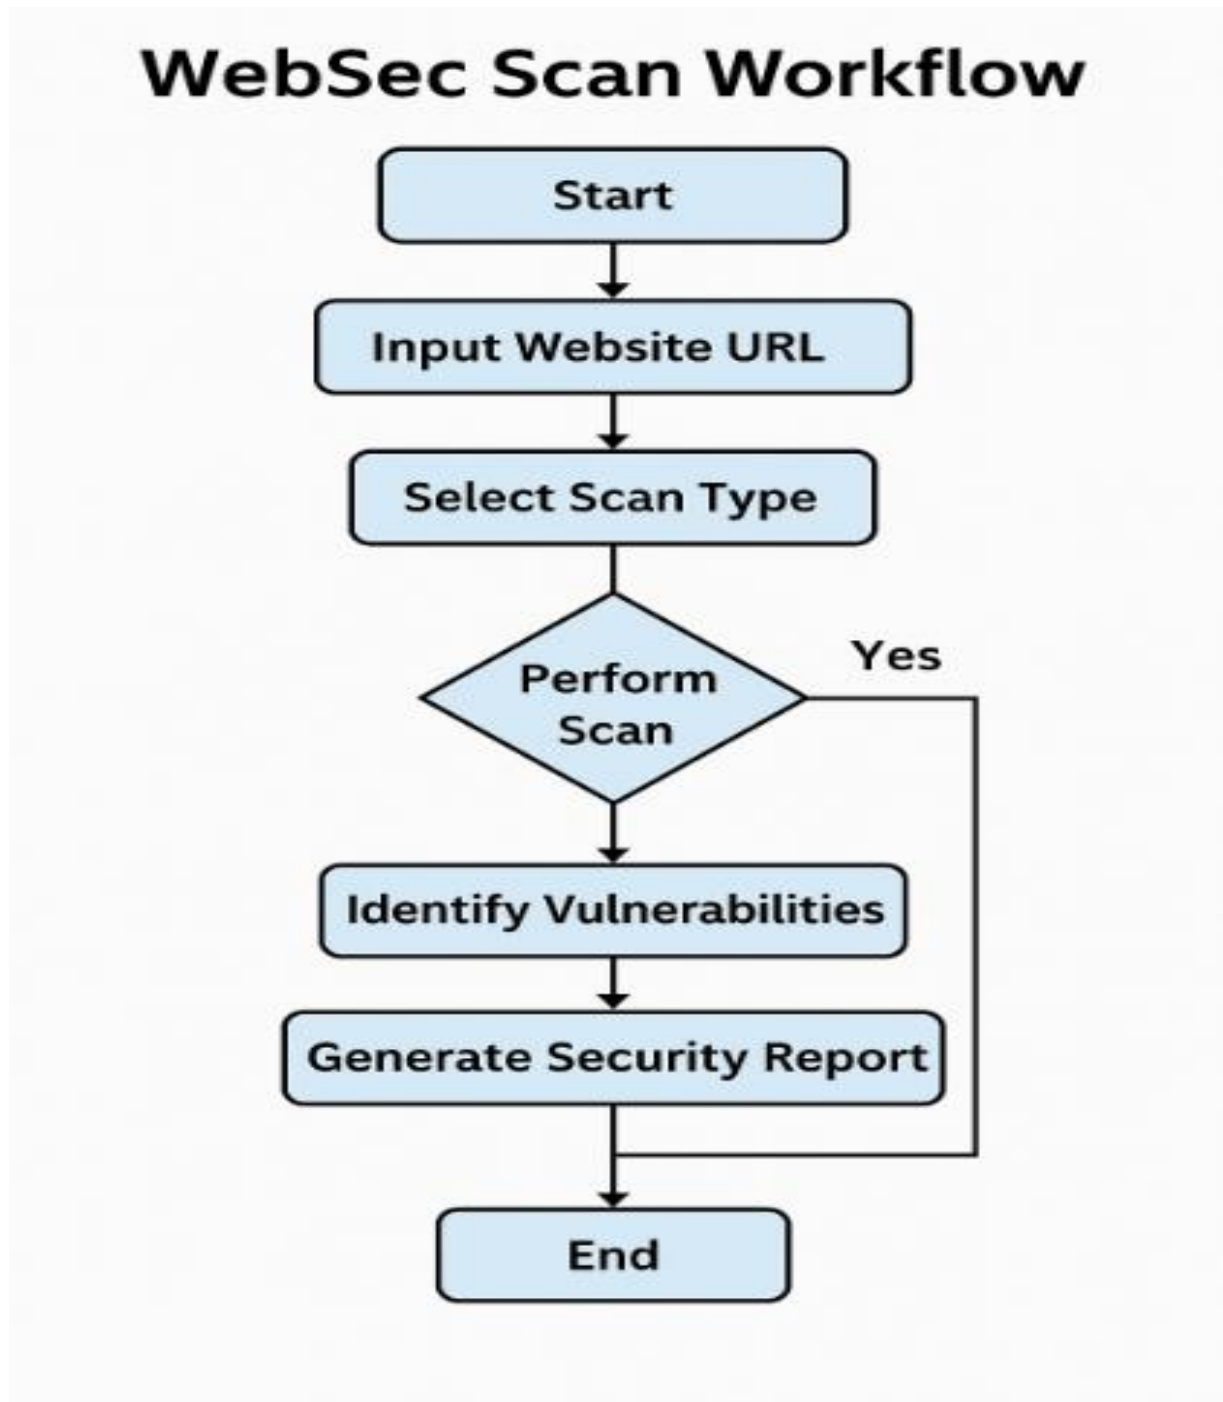 WebSec Scan Workflow
Start
Input Website URL
Select Scan Type
Perform
Scan
Yes
Identify Vulnerabilities
Generate Security Report
End